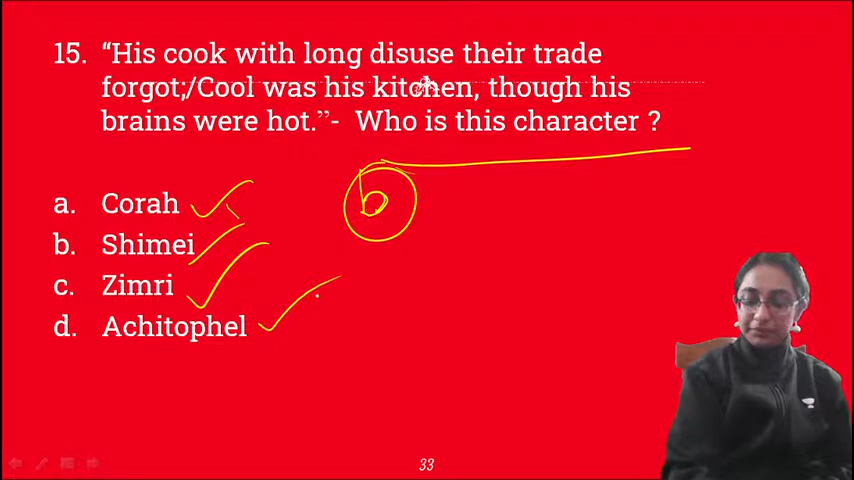 15. “His cook with long disuse their trade
forgot;/Cool was his kitchen, though his
brains were hot.”- Who is this character ?
b
a. Corah
b. Shimei
c. Zimri
d. Achitophel
33